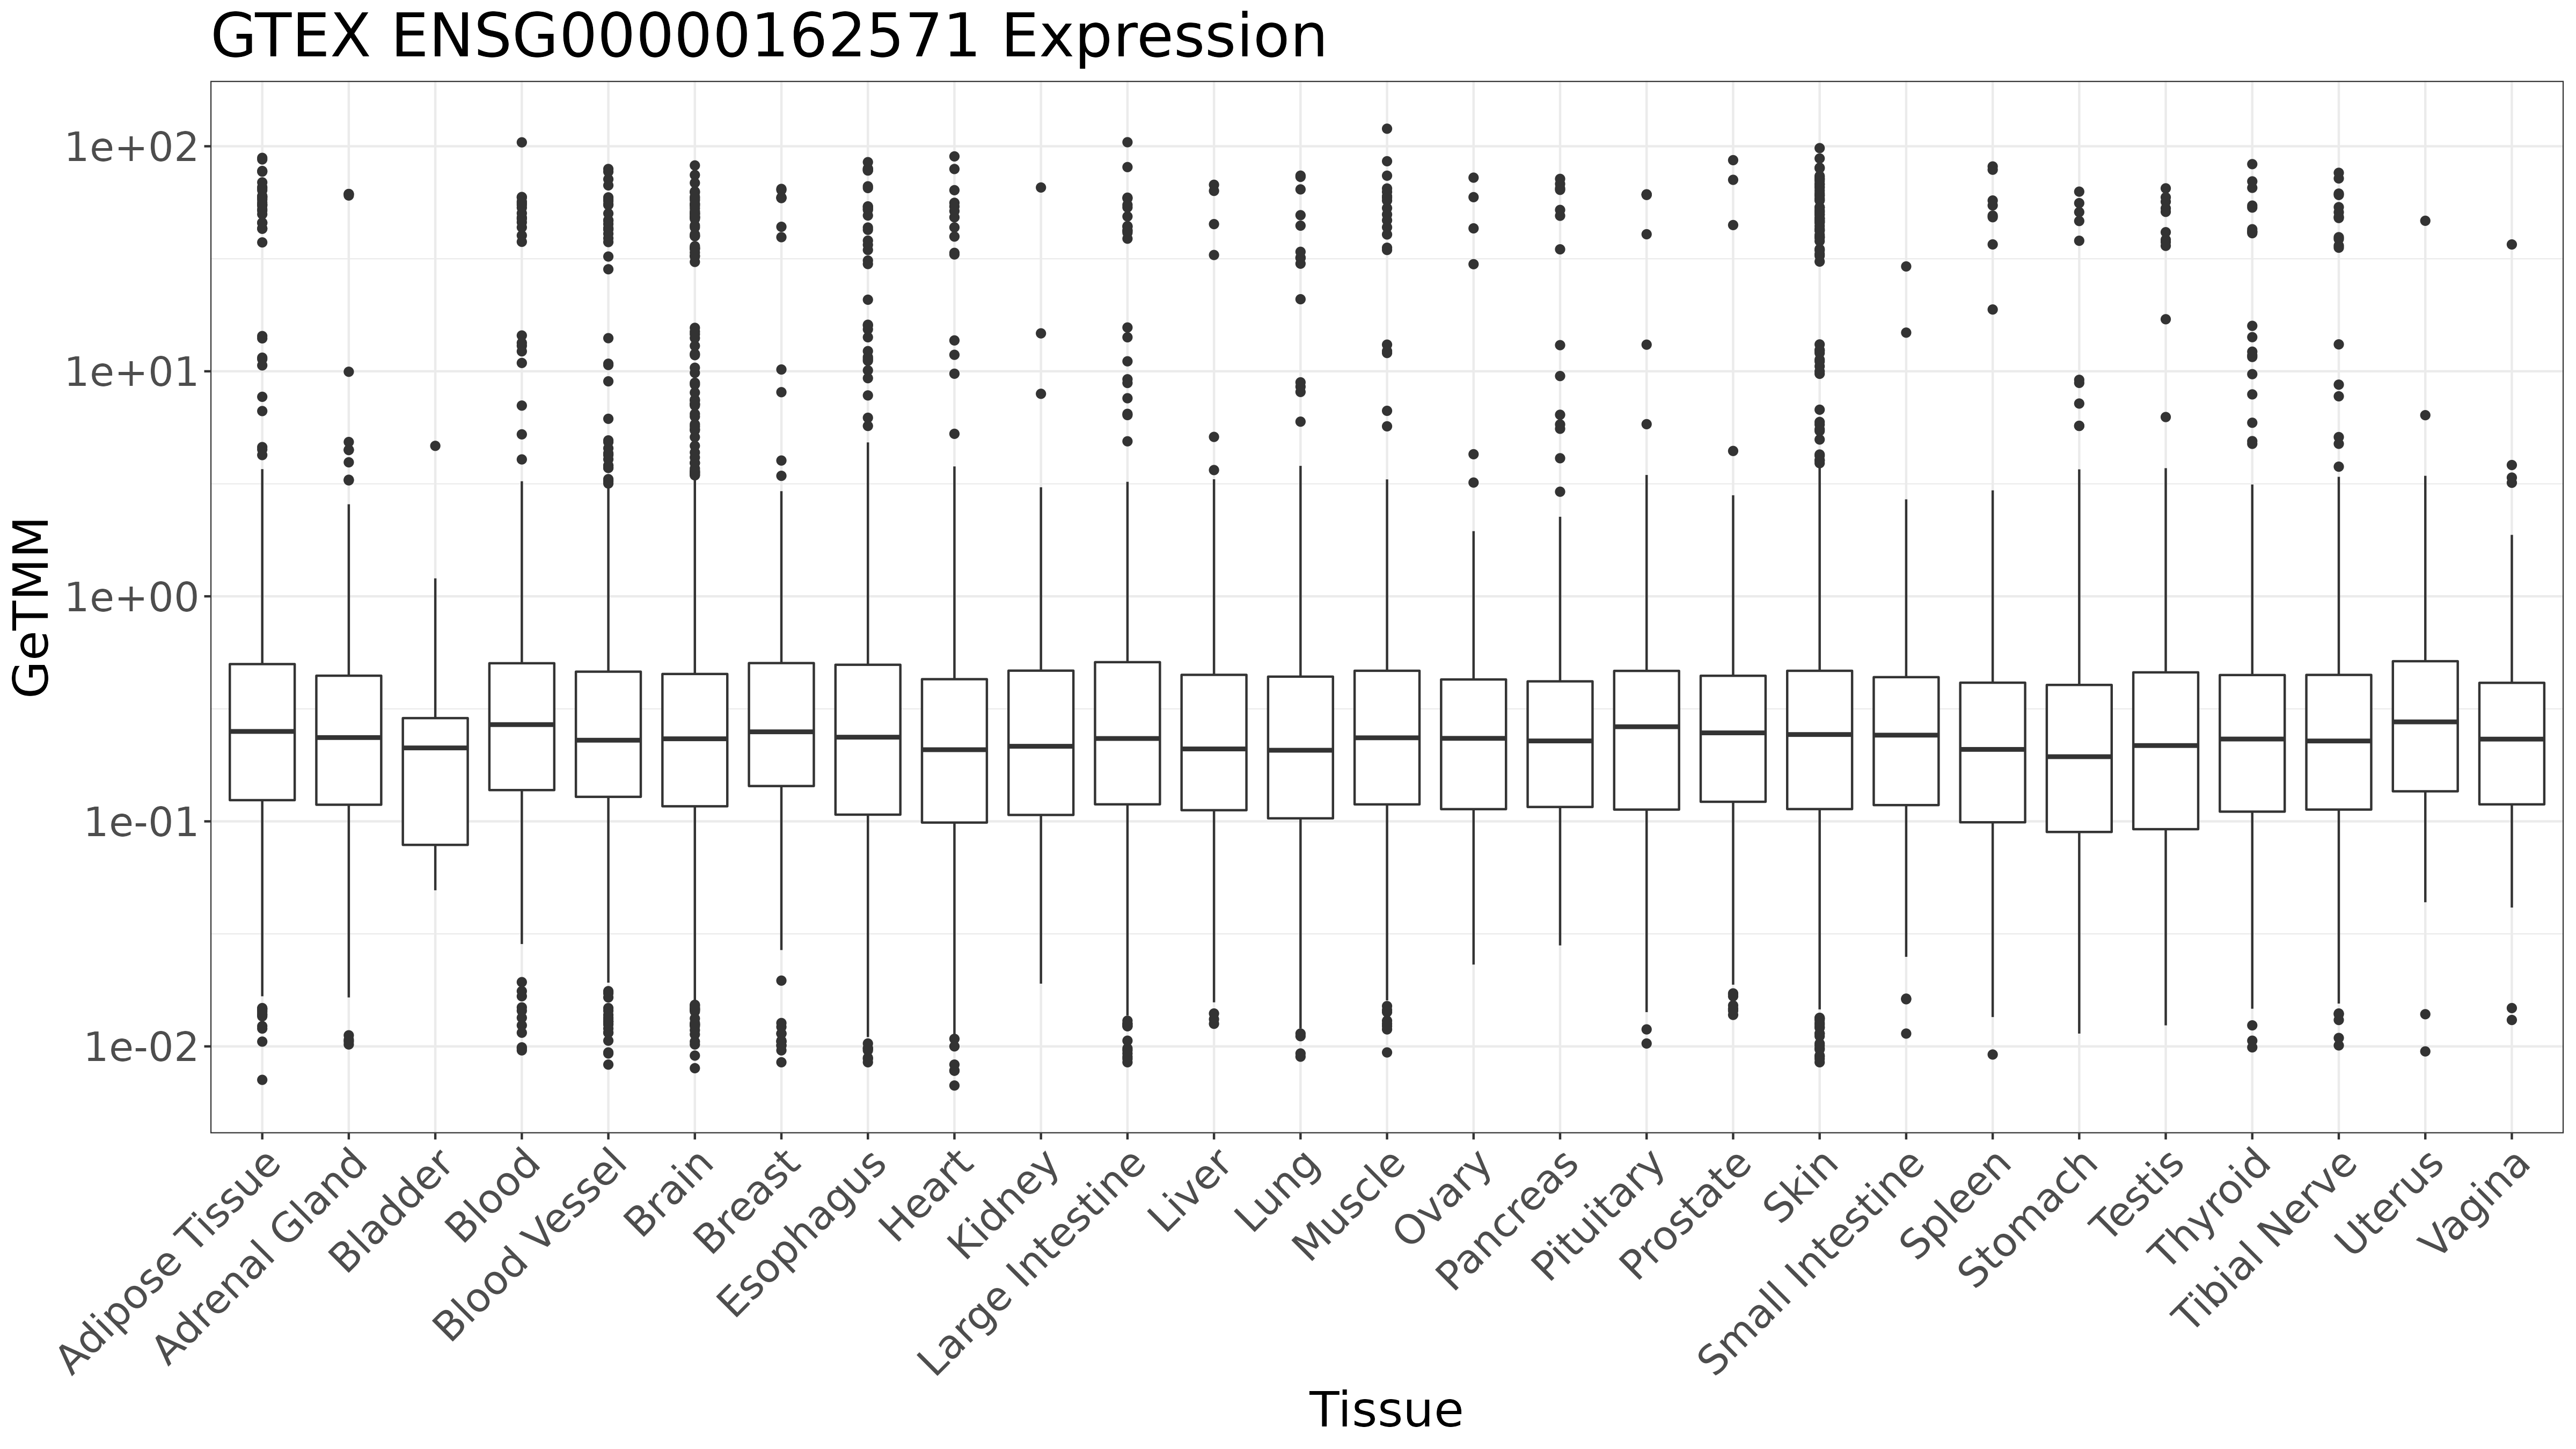 GTEX ENSG00000162571 Expression
GeTMM
1e+02
1e+01
1e+00
1e-01
1e-02
Adipose Tissue
Adrenal Gland
Bladder
Blood
Blood Vessel
Brain
Breast
Esophagus
Heart
Kidney
Large Intestine
Liver
Lung
Muscle
Ovary
Pancreas
Pituitary
Prostate
Skin
Small Intestine
Spleen
Stomach
Testis
Thyroid
Tibial Nerve
Uterus
Vagina
Tissue